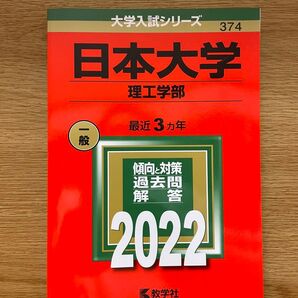 大学入試シリーズ
374
日本大学
理工学部
一般
最近3ヵ年
傾向と対策
過去問
解答
2022
教学社